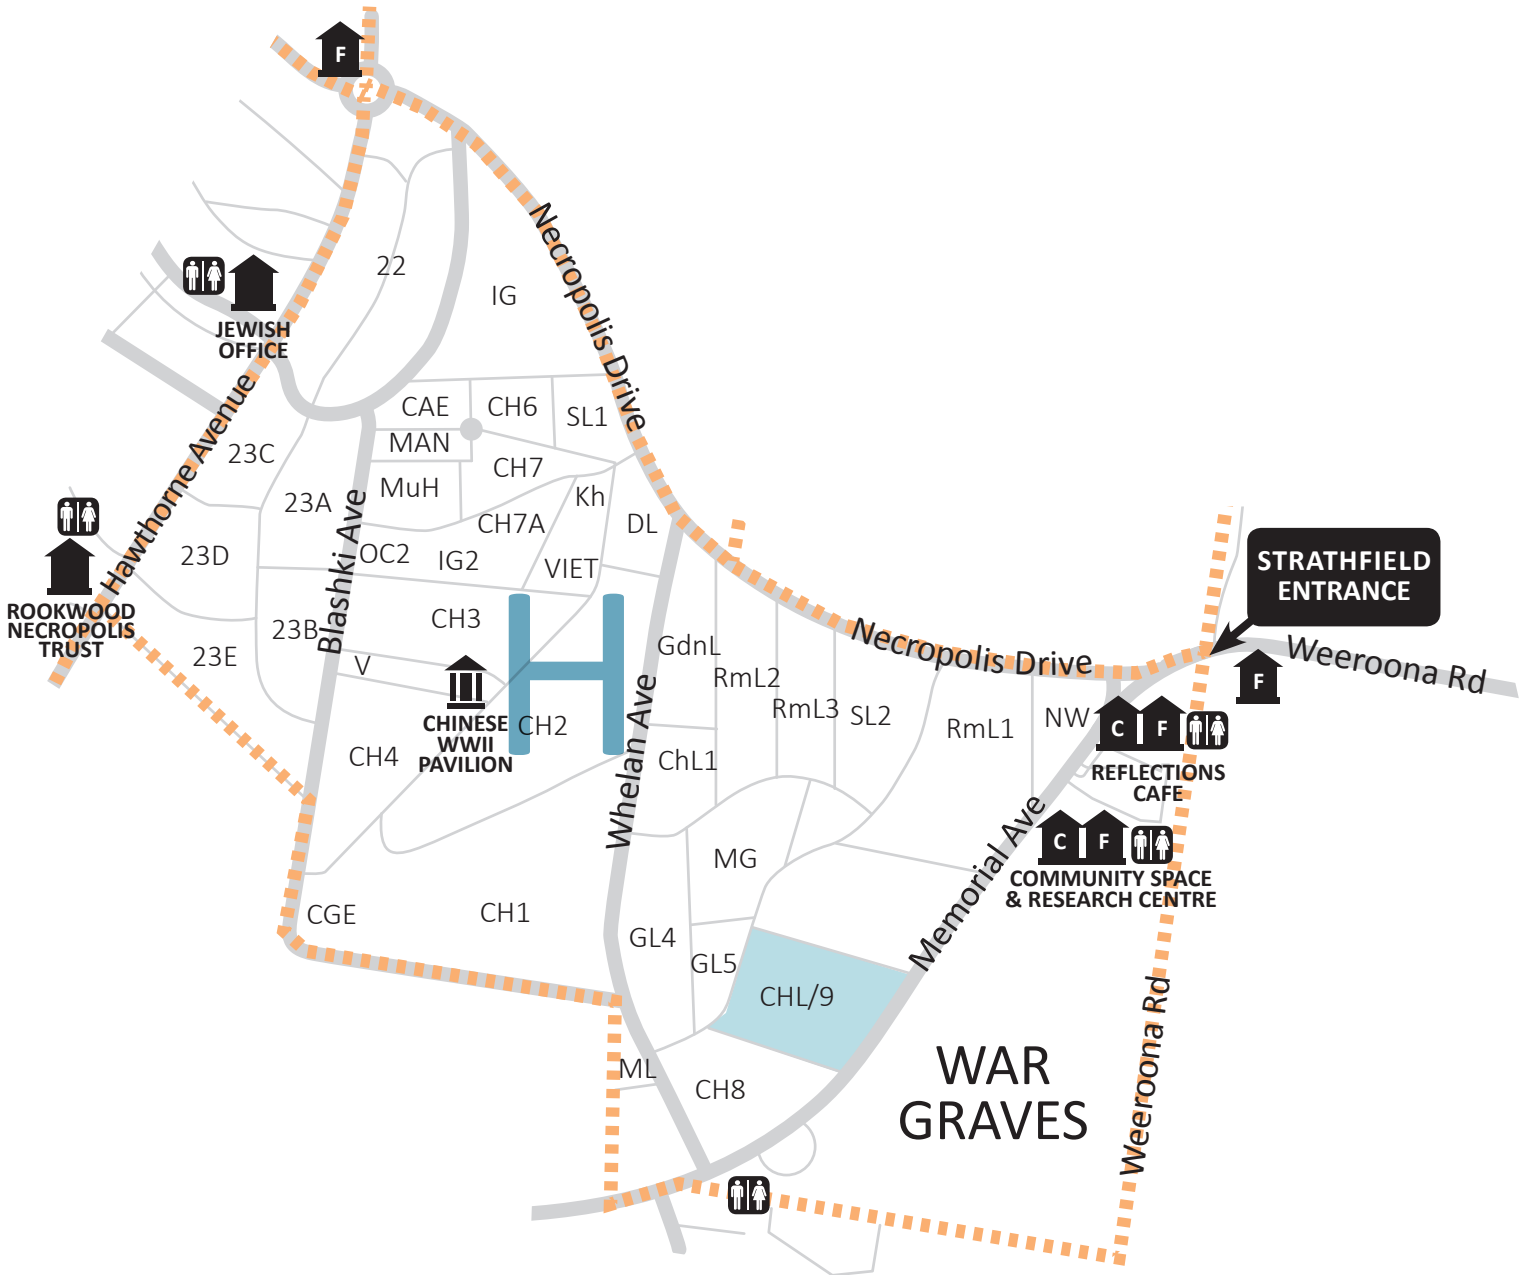 F
22
IG
Necropolis Drive
JEWISH
OFFICE
CAE
CH6
SL1
MAN
CH7
MuH
Kh
DL
CH7A
23C
Hawthorne Avenue
23A
Blashki Ave
OC2
IG2
VIET
23D
ROOKWOOD
NECROPOLIS
TRUST
23B
23E
CH3
V
H
CHINESE
WWII
PAVILION
CH2
CH4
GdnL
RmL2
RmL3
SL2
Necropolis Drive
RmL1
NW
STRATHFIELD
ENTRANCE
Weeroona Rd
F
C
F
REFLECTIONS
CAFE
Whelan Ave
ChL1
MG
C
F
COMMUNITY SPACE
& RESEARCH CENTRE
Memorial Ave
CGE
CH1
GL4
GL5
CHL/9
Weeroona Rd
WAR
GRAVES
ML
CH8